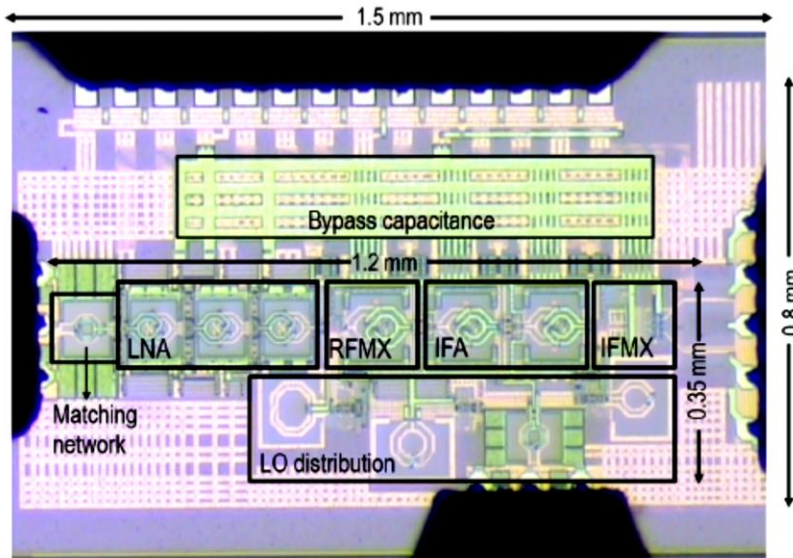 1.5 mm
Bypass capacitance
1.2 mm
LNA
RFMX
IFA
IFMX
0.8 mm
0.35 mm
Matching
network
LO distribution